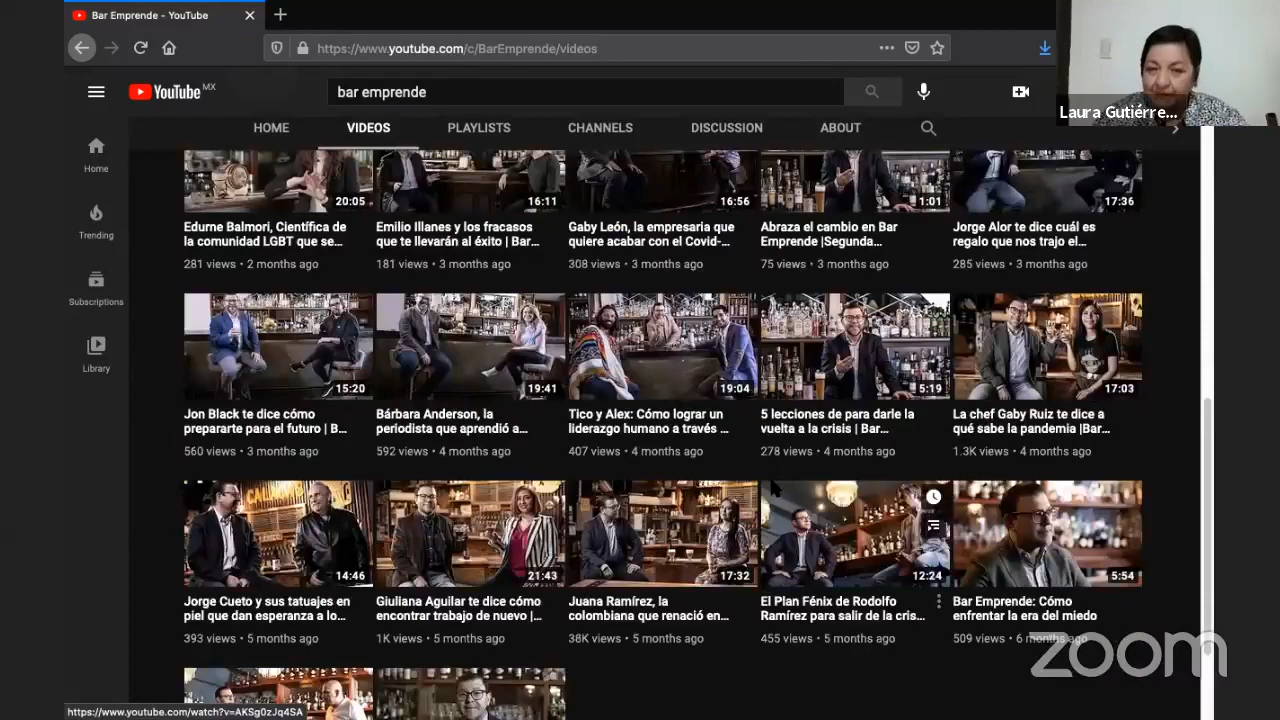 Bar Emprende - YouTube
https://www.youtube.com/c/BarEmprende/videos
YouTube MX
bar emprende
Laura Gutiérre...
HOME VIDEOS PLAYLISTS CHANNELS DISCUSSION ABOUT
Home
Trending
Subscriptions
Library
20:05 16:11 16:56 1:01 17:36
Edurne Balmori, Científica de
la comunidad LGBT que se...
281 views • 2 months ago
Emilio Illanes y los fracasos
que te llevarán al éxito | Bar...
181 views • 3 months ago
Gaby León, la empresaria que
quiere acabar con el Covid-...
308 views • 3 months ago
Abraza el cambio en Bar
Emprende |Segunda...
75 views • 3 months ago
Jorge Alor te dice cuál es
regalo que nos trajo el...
285 views • 3 months ago
15:20 19:41 19:04 5:19 17:03
Jon Black te dice cómo
prepararte para el futuro | B...
560 views • 3 months ago
Bárbara Anderson, la
periodista que aprendió a...
592 views • 4 months ago
Tico y Alex: Cómo lograr un
liderazgo humano a través ...
407 views • 4 months ago
5 lecciones de para darle la
vuelta a la crisis | Bar...
278 views • 4 months ago
La chef Gaby Ruiz te dice a
qué sabe la pandemia |Bar...
1.3K views • 4 months ago
14:46 21:43 17:32 12:24 5:54
Jorge Cueto y sus tatuajes en
piel que dan esperanza a lo...
393 views • 5 months ago
Giuliana Aguilar te dice cómo
encontrar trabajo de nuevo |...
1K views • 5 months ago
Juana Ramírez, la
colombiana que renació en...
38K views • 5 months ago
El Plan Fénix de Rodolfo
Ramírez para salir de la cris...
455 views • 5 months ago
Bar Emprende: Cómo
enfrentar la era del miedo
509 views • 6 months ago
zoom
https://www.youtube.com/watch?v=AKSg0zJq4SA